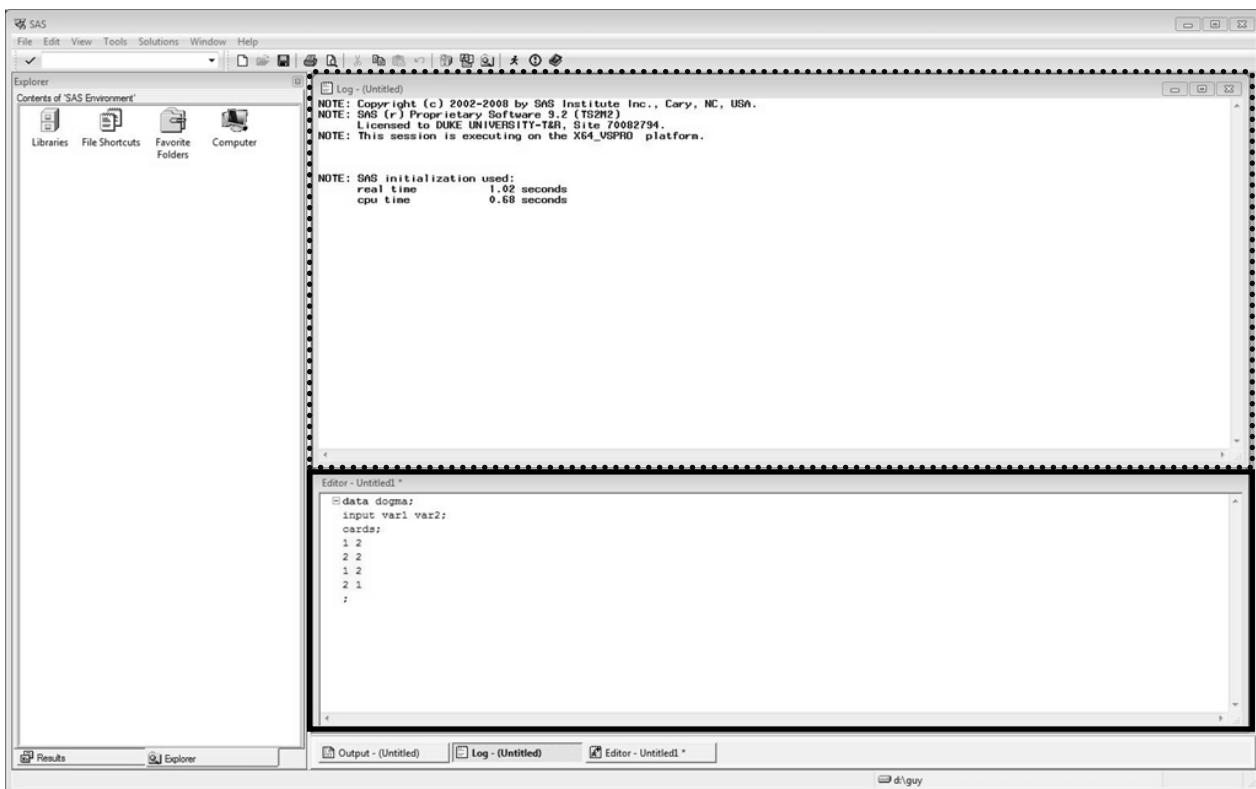 SAS
File Edit View Tools Solutions Window Help
Explorer
Contents of 'SAS Environment'
Libraries File Shortcuts Favorite Folders Computer
Log - (Untitled)
NOTE: Copyright (c) 2002-2008 by SAS Institute Inc., Cary, NC, USA.
NOTE: SAS (r) Proprietary Software 9.2 (TS2M2)
Licensed to DUKE UNIVERSITY-T&R, Site 70082794.
NOTE: This session is executing on the X64_VSPRO platform.
NOTE: SAS initialization used:
real time 1.02 seconds
cpu time 0.68 seconds
Editor - Untitled1 *
data dogma;
input var1 var2;
cards;
1 2
2 2
1 2
2 1
;
Results Explorer
Output - (Untitled) Log - (Untitled) Editor - Untitled1 *
d:\guy